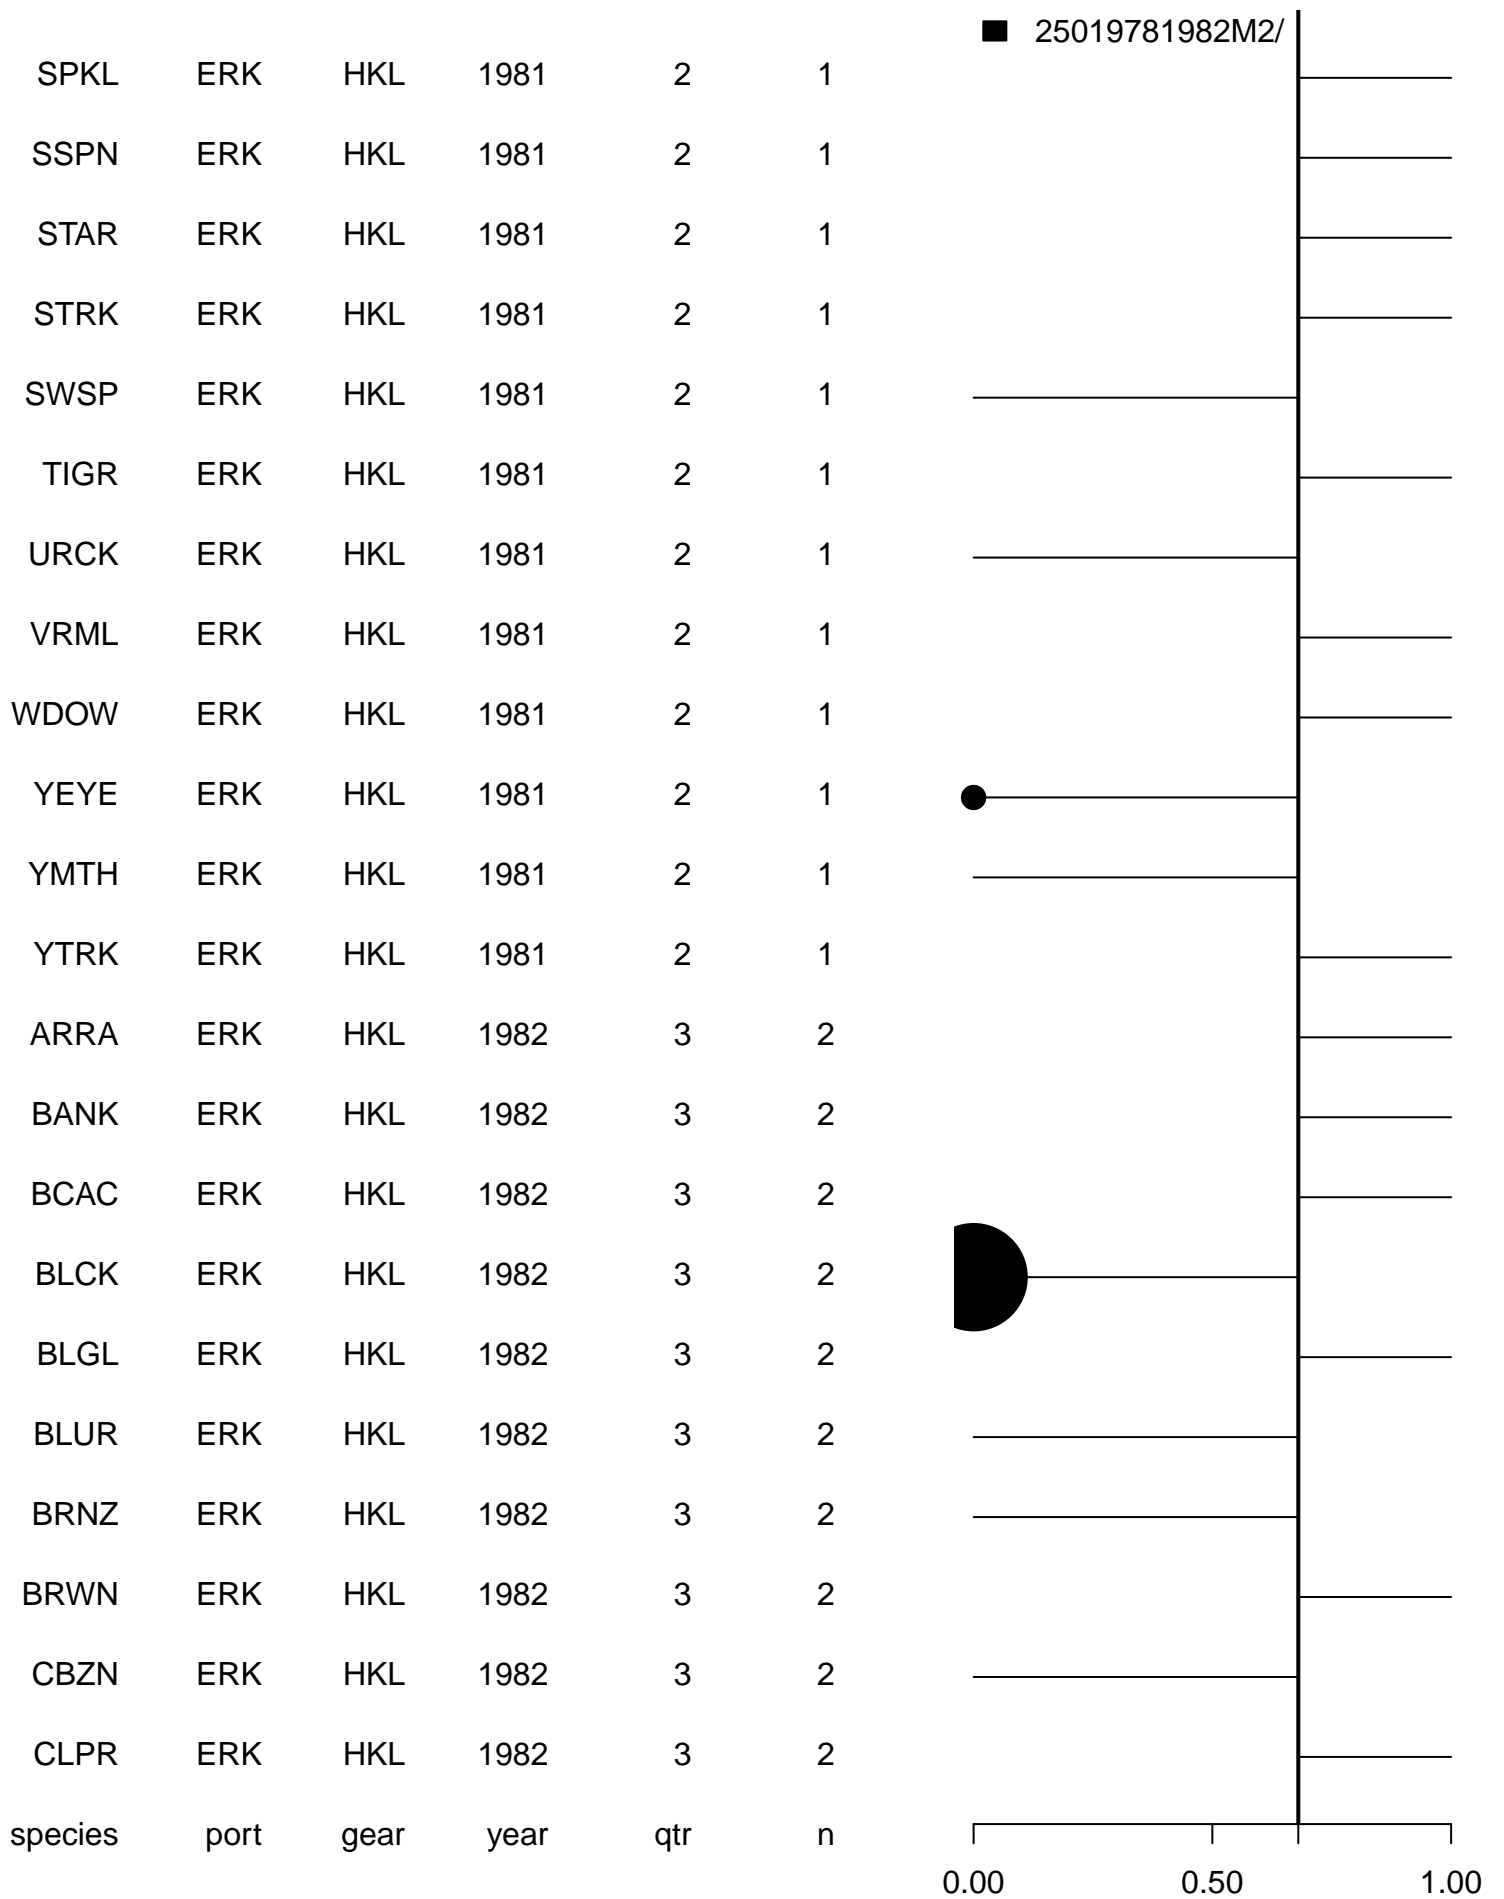 25019781982M2/
SPKL ERK HKL 1981 2 1
SSPN ERK HKL 1981 2 1
STAR ERK HKL 1981 2 1
STRK ERK HKL 1981 2 1
SWSP ERK HKL 1981 2 1
TIGR ERK HKL 1981 2 1
URCK ERK HKL 1981 2 1
VRML ERK HKL 1981 2 1
WDOW ERK HKL 1981 2 1
YEYE ERK HKL 1981 2 1
YMTH ERK HKL 1981 2 1
YTRK ERK HKL 1981 2 1
ARRA ERK HKL 1982 3 2
BANK ERK HKL 1982 3 2
BCAC ERK HKL 1982 3 2
BLCK ERK HKL 1982 3 2
BLGL ERK HKL 1982 3 2
BLUR ERK HKL 1982 3 2
BRNZ ERK HKL 1982 3 2
BRWN ERK HKL 1982 3 2
CBZN ERK HKL 1982 3 2
CLPR ERK HKL 1982 3 2
species port gear year qtr n
0.00 0.50 1.00